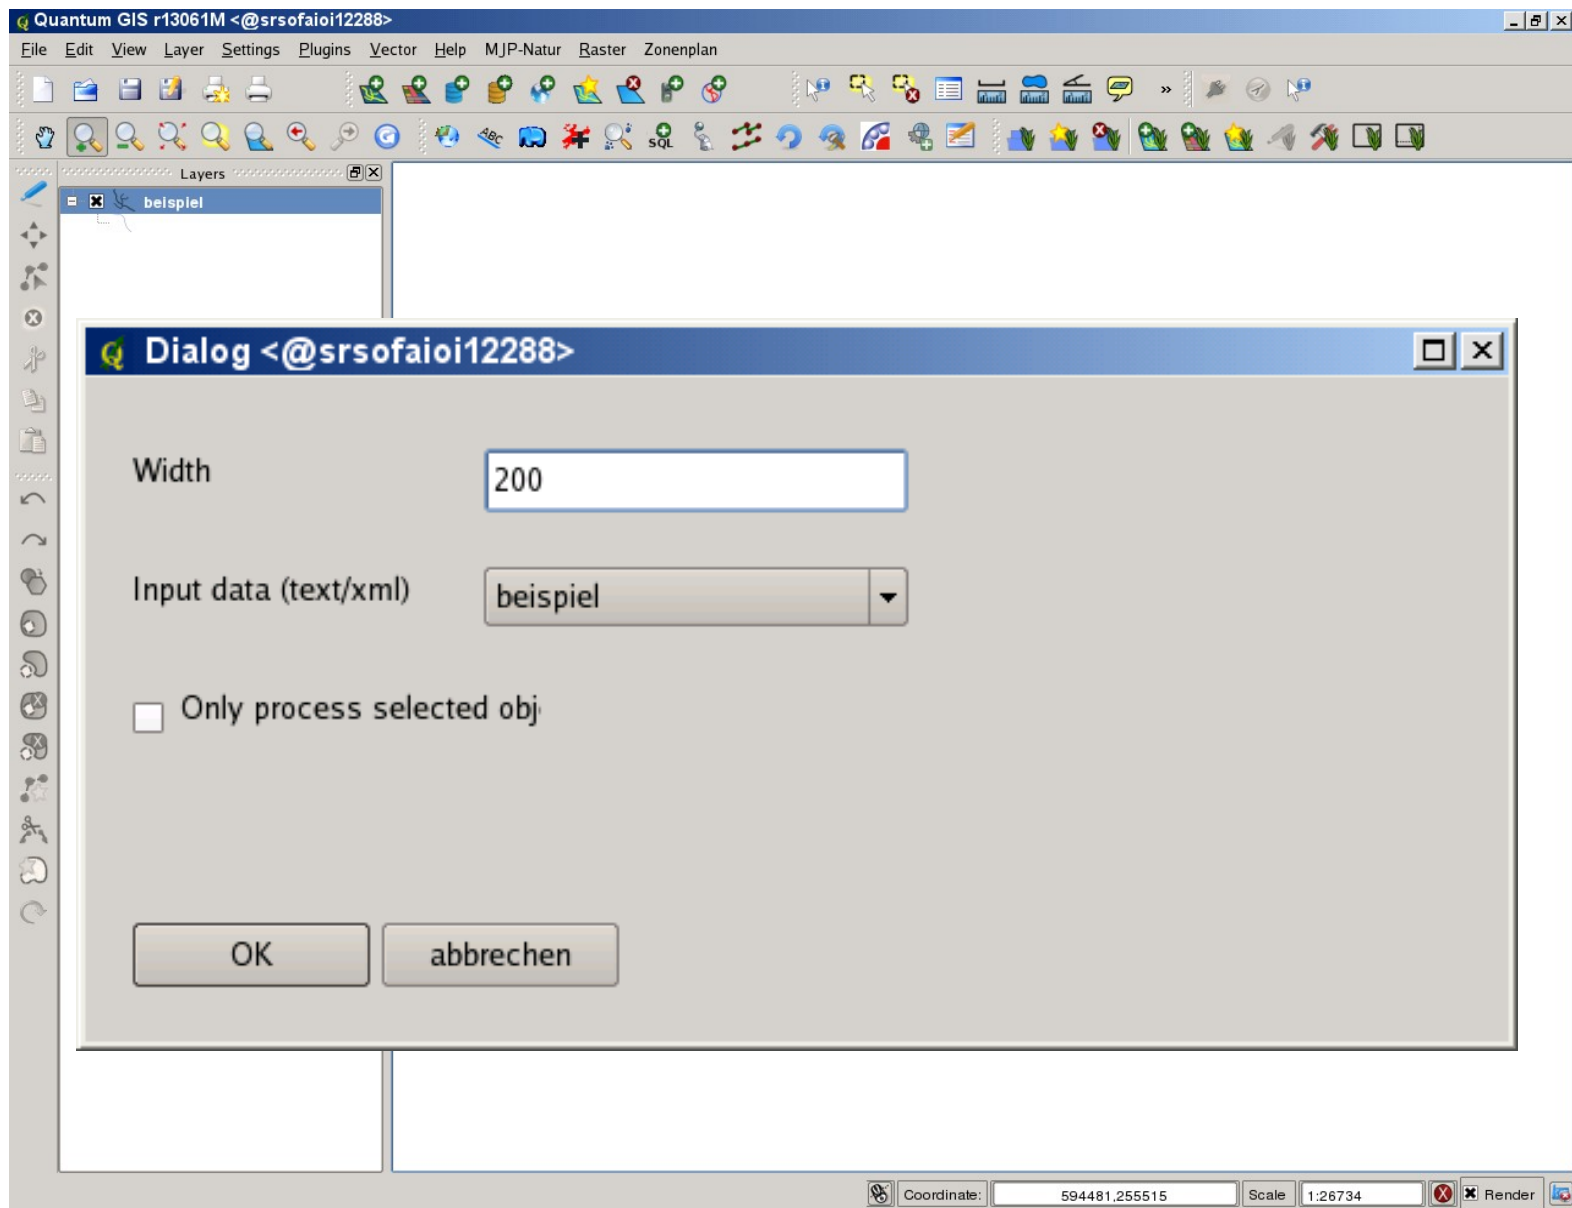 Quantum GIS r13061M <@srsofaioi12288>
File Edit View Layer Settings Plugins Vector Help MJP-Natur Raster Zonenplan
»
ABC SQL
Layers
beispiel
Dialog <@srsofaioi12288>
Width 200
Input data (text/xml) beispiel
Only process selected obj
OK abbrechen
Coordinate: 594481,255515 Scale 1:26734 Render